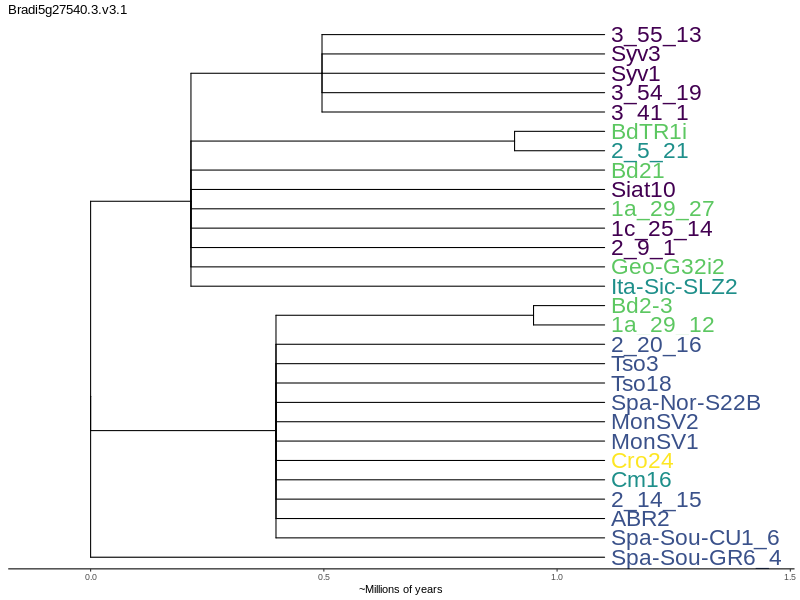 Bradi5g27540.3.v3.1
3_55_13
Syv3
Syv1
3_54_19
3_41_1
BdTR1i
2_5_21
Bd21
Siat10
1a_29_27
1c_25_14
2_9_1
Geo-G32i2
Ita-Sic-SLZ2
Bd2-3
1a_29_12
2_20_16
Tso3
Tso18
Spa-Nor-S22B
MonSV2
MonSV1
Cro24
Cm16
2_14_15
ABR2
Spa-Sou-CU1_6
Spa-Sou-GR6_4
0.0 0.5 1.0 1.5
~Millions of years